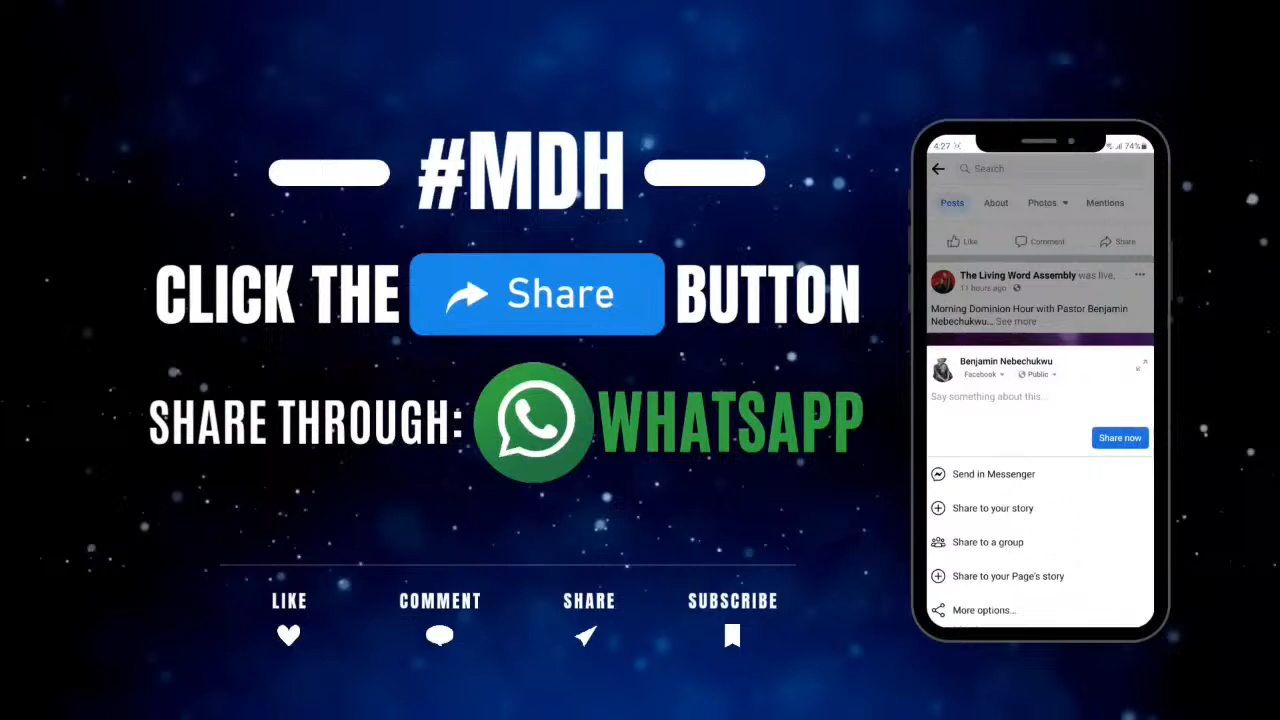 #MDH
CLICK THE Share BUTTON
SHARE THROUGH: WHATSAPP
LIKE COMMENT SHARE SUBSCRIBE
4:27 74%
Search
Posts About Photos Mentions
Like Comment Share
The Living Word Assembly was live.
11 hours ago
Morning Dominion Hour with Pastor Benjamin
Nebechukwu... See more
Benjamin Nebechukwu
Facebook Public
Say something about this...
Share now
Send in Messenger
Share to your story
Share to a group
Share to your Page's story
More options...